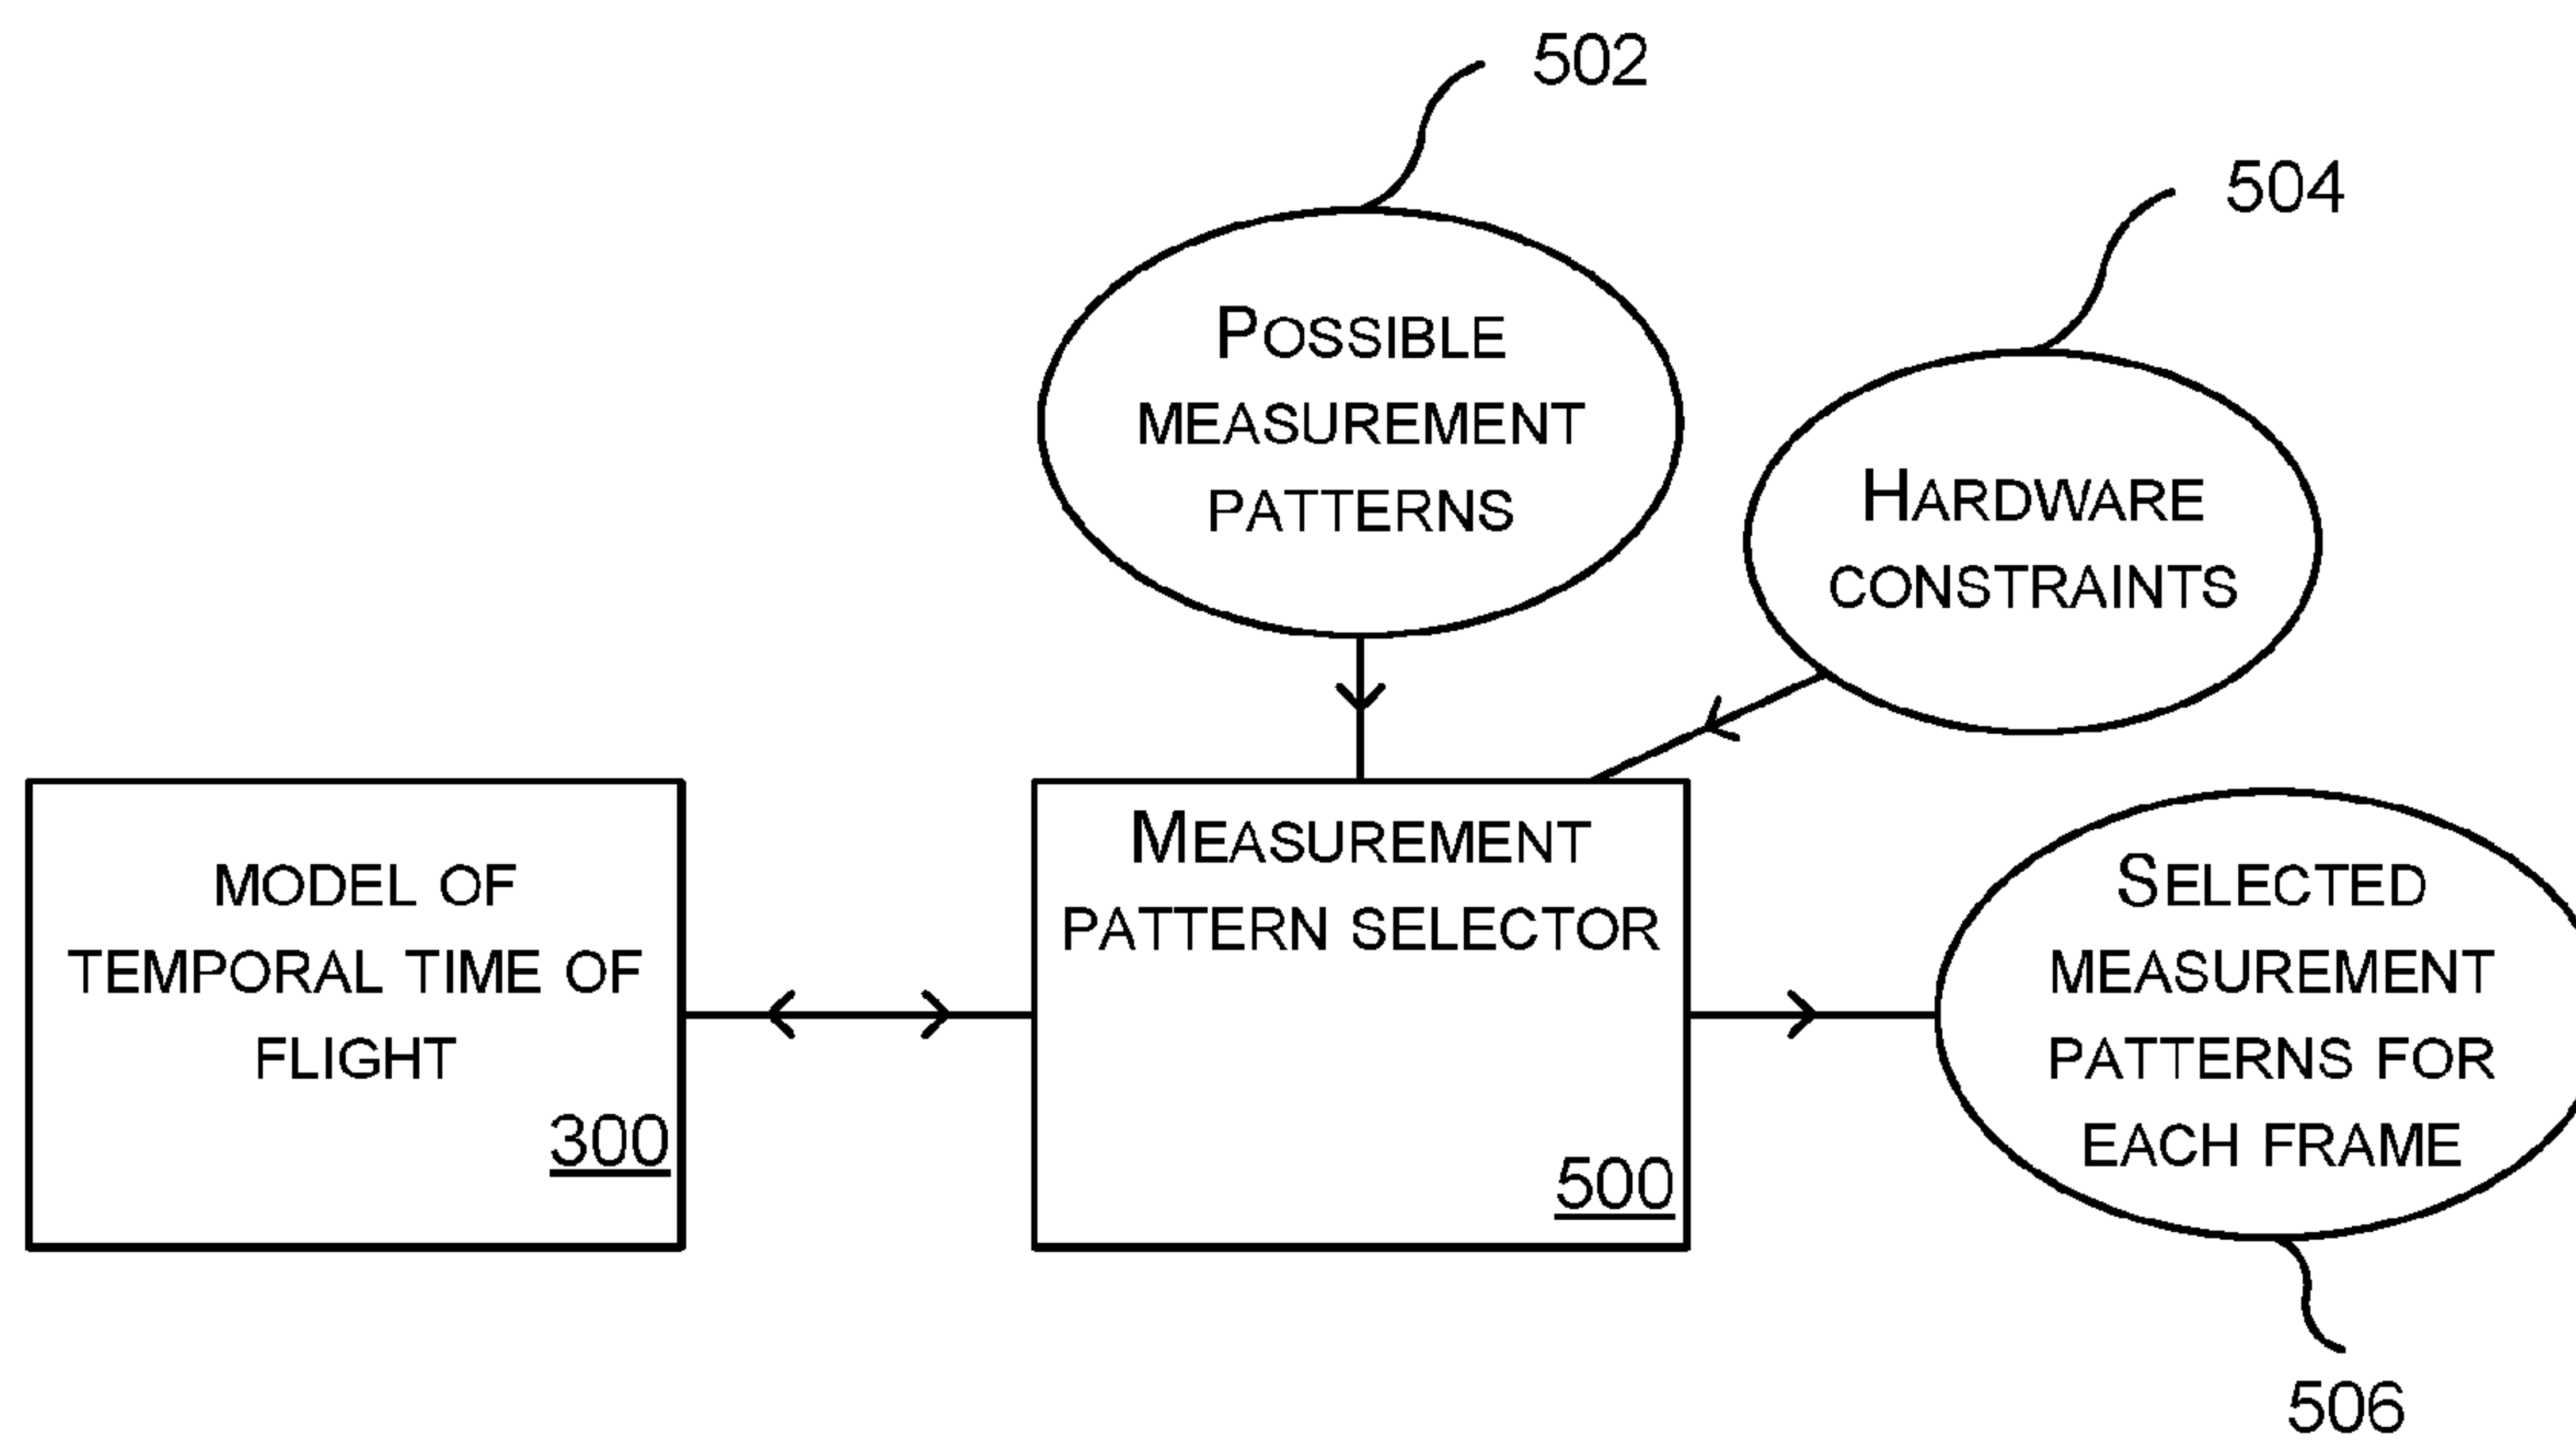 502
504
Possible
measurement
patterns
Hardware
constraints
model of
temporal time of
flight
300
Measurement
pattern selector
500
Selected
measurement
patterns for
each frame
506